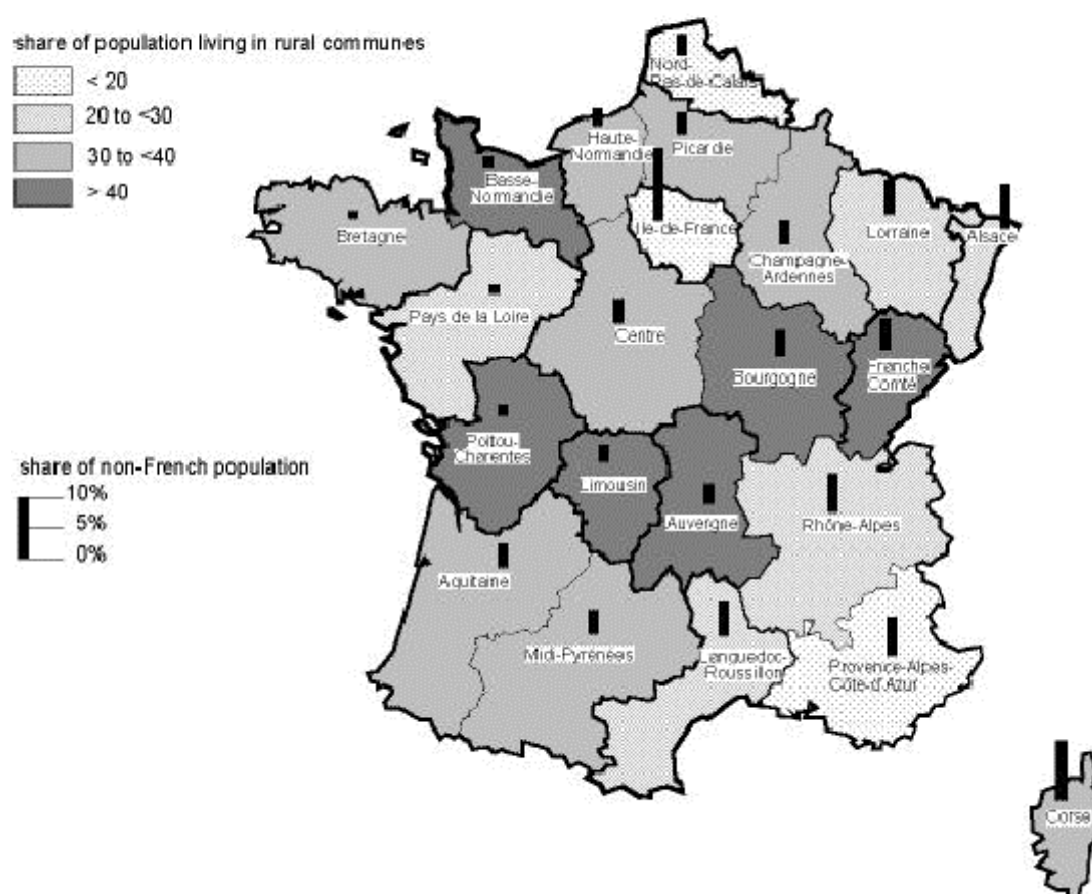 share of population living in rural communes
< 20
20 to <30
30 to <40
> 40
Nord-
Pas-de-Calais
Haute-
Normandie
Picardie
Basse-
Normandie
Ile-de-France
Lorraine
Alsace
Bretagne
Champagne-
Ardennes
Pays de la Loire
Centre
Bourgogne
Franche
Comté
Poitou-
Charentes
share of non-French population
10%
5%
0%
Limousin
Auvergne
Rhône-Alpes
Aquitaine
Midi-Pyrénées
Languedoc-
Roussillon
Provence-Alpes-
Côte-d'Azur
Corse